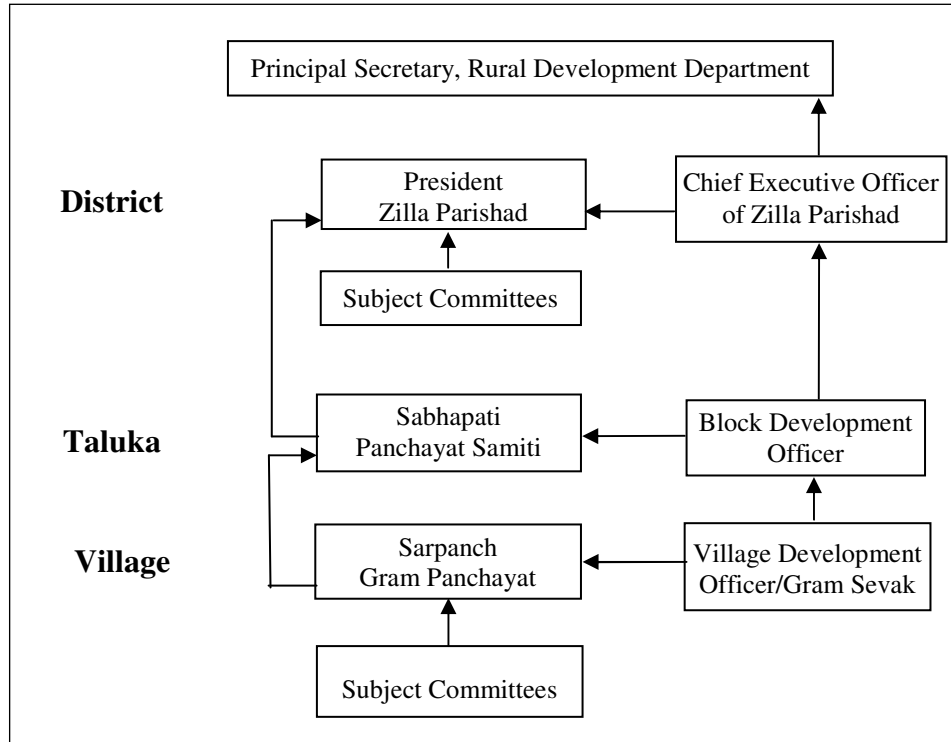 Principal Secretary, Rural Development Department
District
President
Zilla Parishad
Chief Executive Officer
of Zilla Parishad
Subject Committees
Taluka
Sabhapati
Panchayat Samiti
Block Development
Officer
Village
Sarpanch
Gram Panchayat
Village Development
Officer/Gram Sevak
Subject Committees